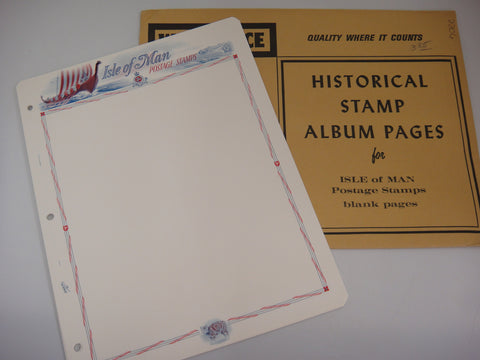 Isle of Man
POSTAGE STAMPS
QUALITY WHERE IT COUNTS
HISTORICAL
STAMP
ALBUM PAGES
for
ISLE of MAN
Postage Stamps
blank pages